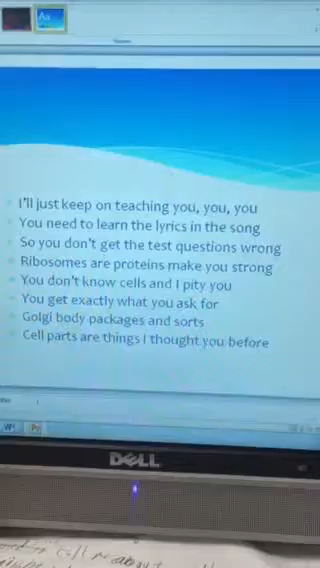 Aa
I'll just keep on teaching you, you, you
You need to learn the lyrics in the song
So you don't get the test questions wrong
Ribosomes are proteins make you strong
You don't know cells and I pity you
You get exactly what you ask for
Golgi body packages and sorts
Cell parts are things I thought you before
DELL
cell
about